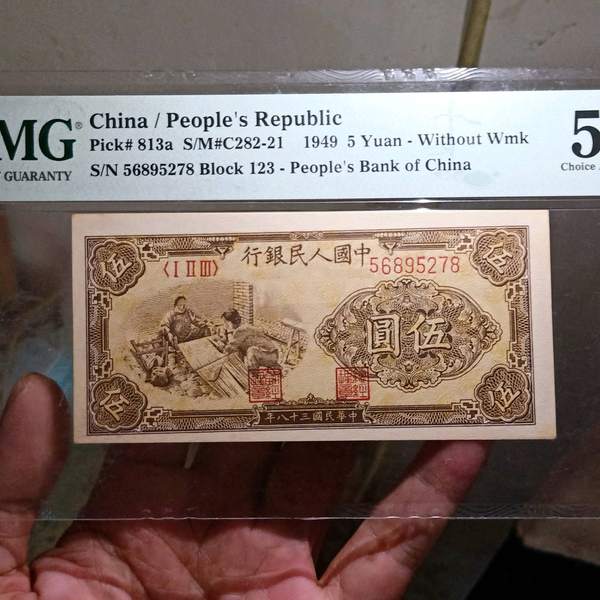 MG®
GUARANTY
China / People's Republic
Pick# 813a S/M#C282-21 1949 5 Yuan - Without Wmk
S/N 56895278 Block 123 - People's Bank of China
5
Choice
行銀民人國中
〈I II III〉
56895278
伍
伍
圓伍
伍
伍
年八十三國民華中